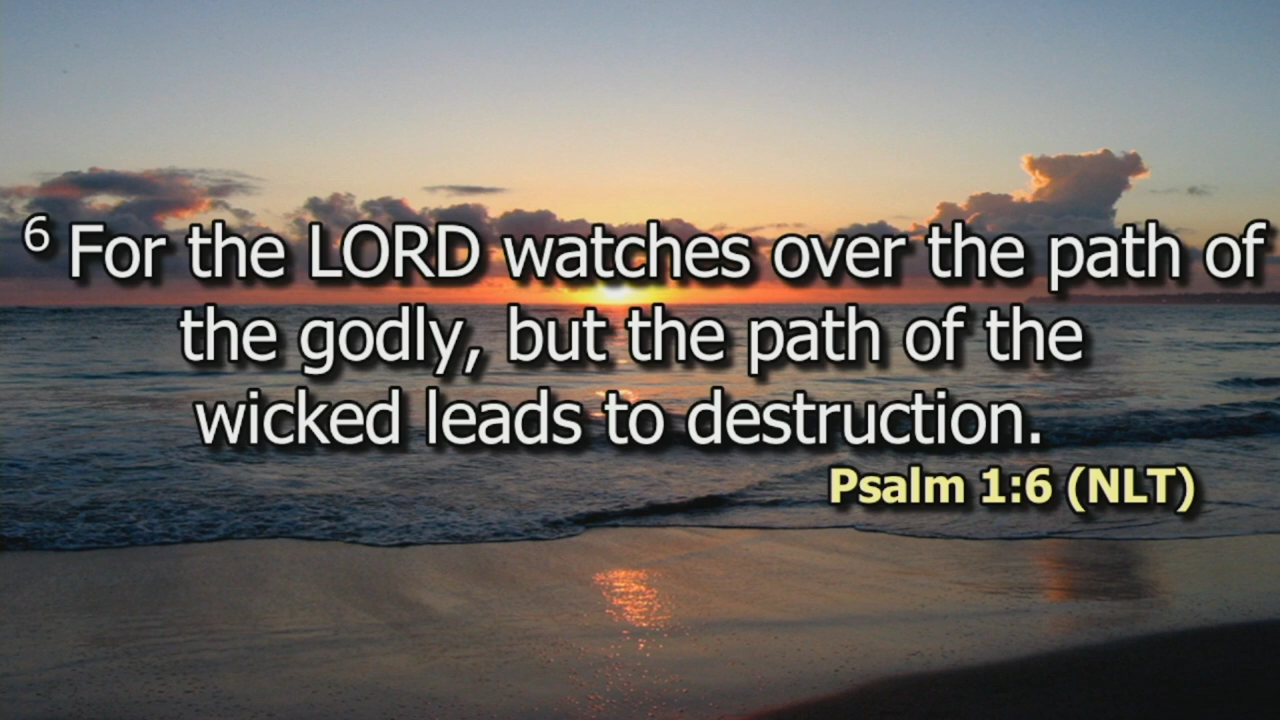 6 For the LORD watches over the path of
the godly, but the path of the
wicked leads to destruction.
Psalm 1:6 (NLT)